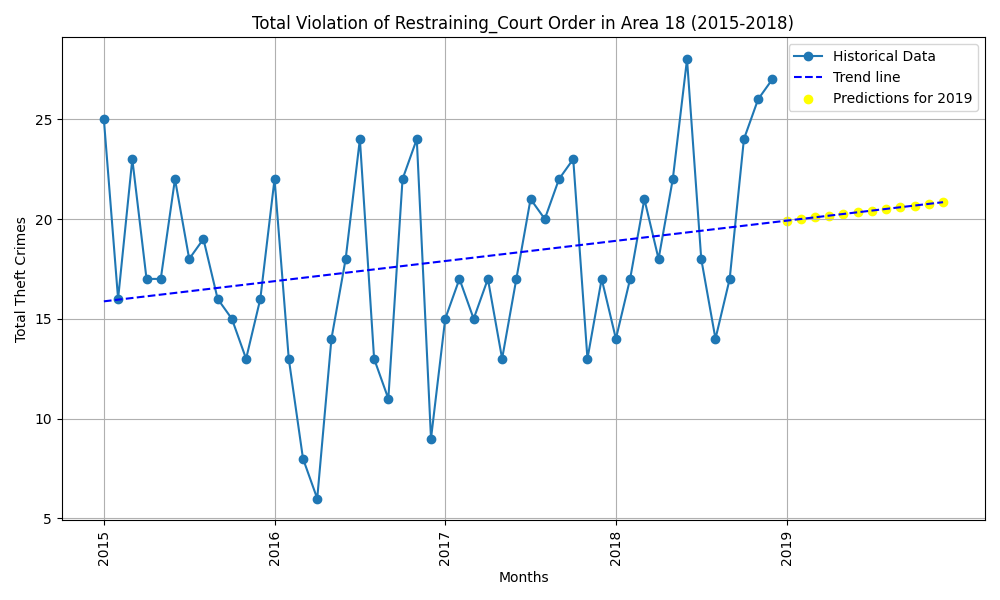 Total Violation of Restraining_Court Order in Area 18 (2015-2018)
Historical Data
Trend line
Predictions for 2019
Total Theft Crimes
25
20
15
10
5
2015
2016
2017
2018
2019
Months